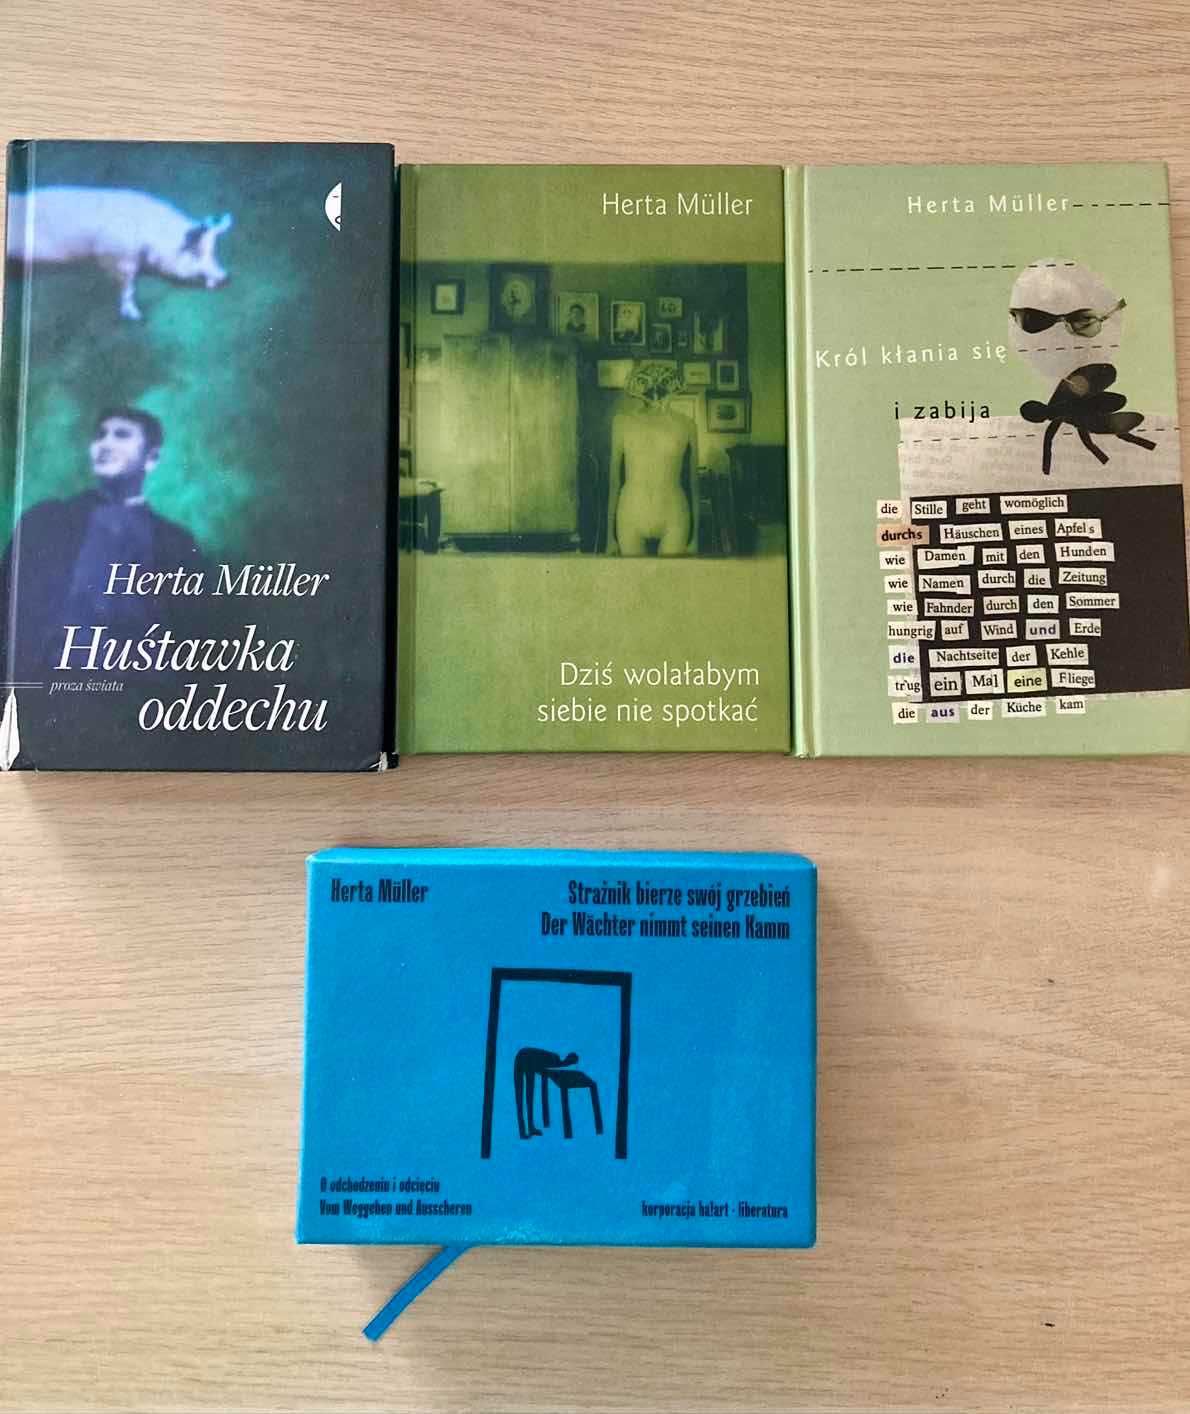 Herta Müller
Huśtawka
proza świata
oddechu
Herta Müller
Dziś wolałabym
siebie nie spotkać
Herta Müller
Król kłania się
i zabija
die Stille geht womöglich
durchs Häuschen eines Apfels
wie Damen mit den Hunden
wie Namen durch die Zeitung
wie Fahnder durch den Sommer
hungrig auf Wind und Erde
die Nachtseite der Kehle
trug ein Mal eine Fliege
die aus der Küche kam
Herta Müller
Strażnik bierze swój grzebień
Der Wächter nimmt seinen Kamm
O odchodzeniu i odcięciu
Vom Weggehen und Ausscheren
korporacja ha!art · liberatura